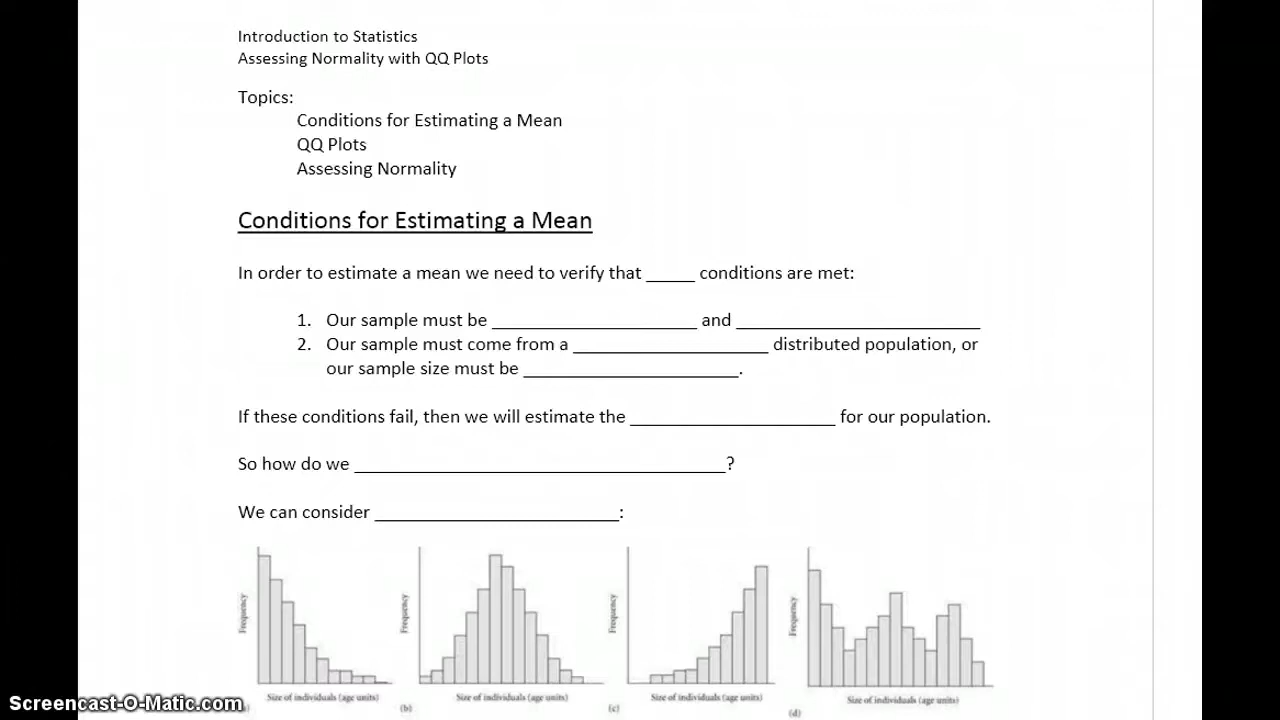 Introduction to Statistics
Assessing Normality with QQ Plots
Topics:
Conditions for Estimating a Mean
QQ Plots
Assessing Normality
Conditions for Estimating a Mean
In order to estimate a mean we need to verify that _____ conditions are met:
1. Our sample must be _____________________ and _________________________
2. Our sample must come from a ____________________ distributed population, or
our sample size must be ______________________.
If these conditions fail, then we will estimate the _____________________ for our population.
So how do we ______________________________________?
We can consider _________________________:
Frequency
Frequency
Frequency
Frequency
Size of individuals (age units)
Size of individuals (age units)
Size of individuals (age units)
Size of individuals (age units)
(b)
(c)
(d)
Screencast-O-Matic.com